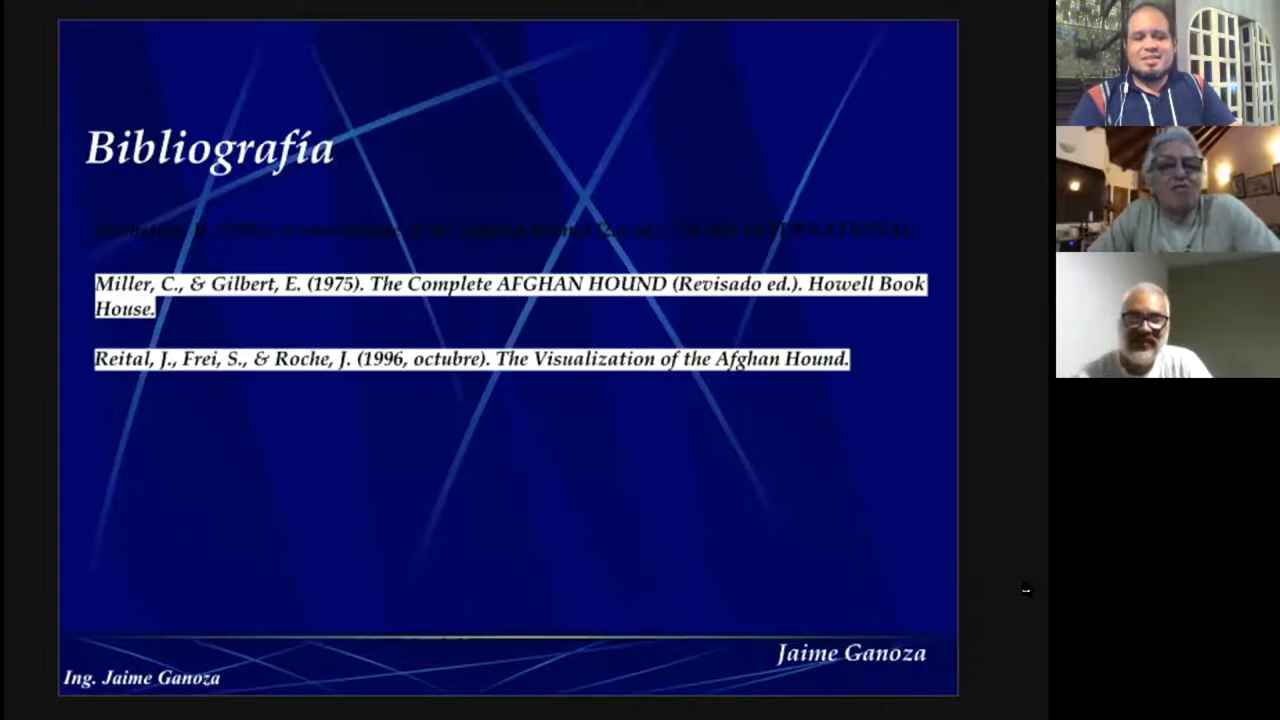 Bibliografía
Miller, C., & Gilbert, E. (1975). The Complete AFGHAN HOUND (Revisado ed.). Howell Book
House.
Reital, J., Frei, S., & Roche, J. (1996, octubre). The Visualization of the Afghan Hound.
Jaime Ganoza
Ing. Jaime Ganoza